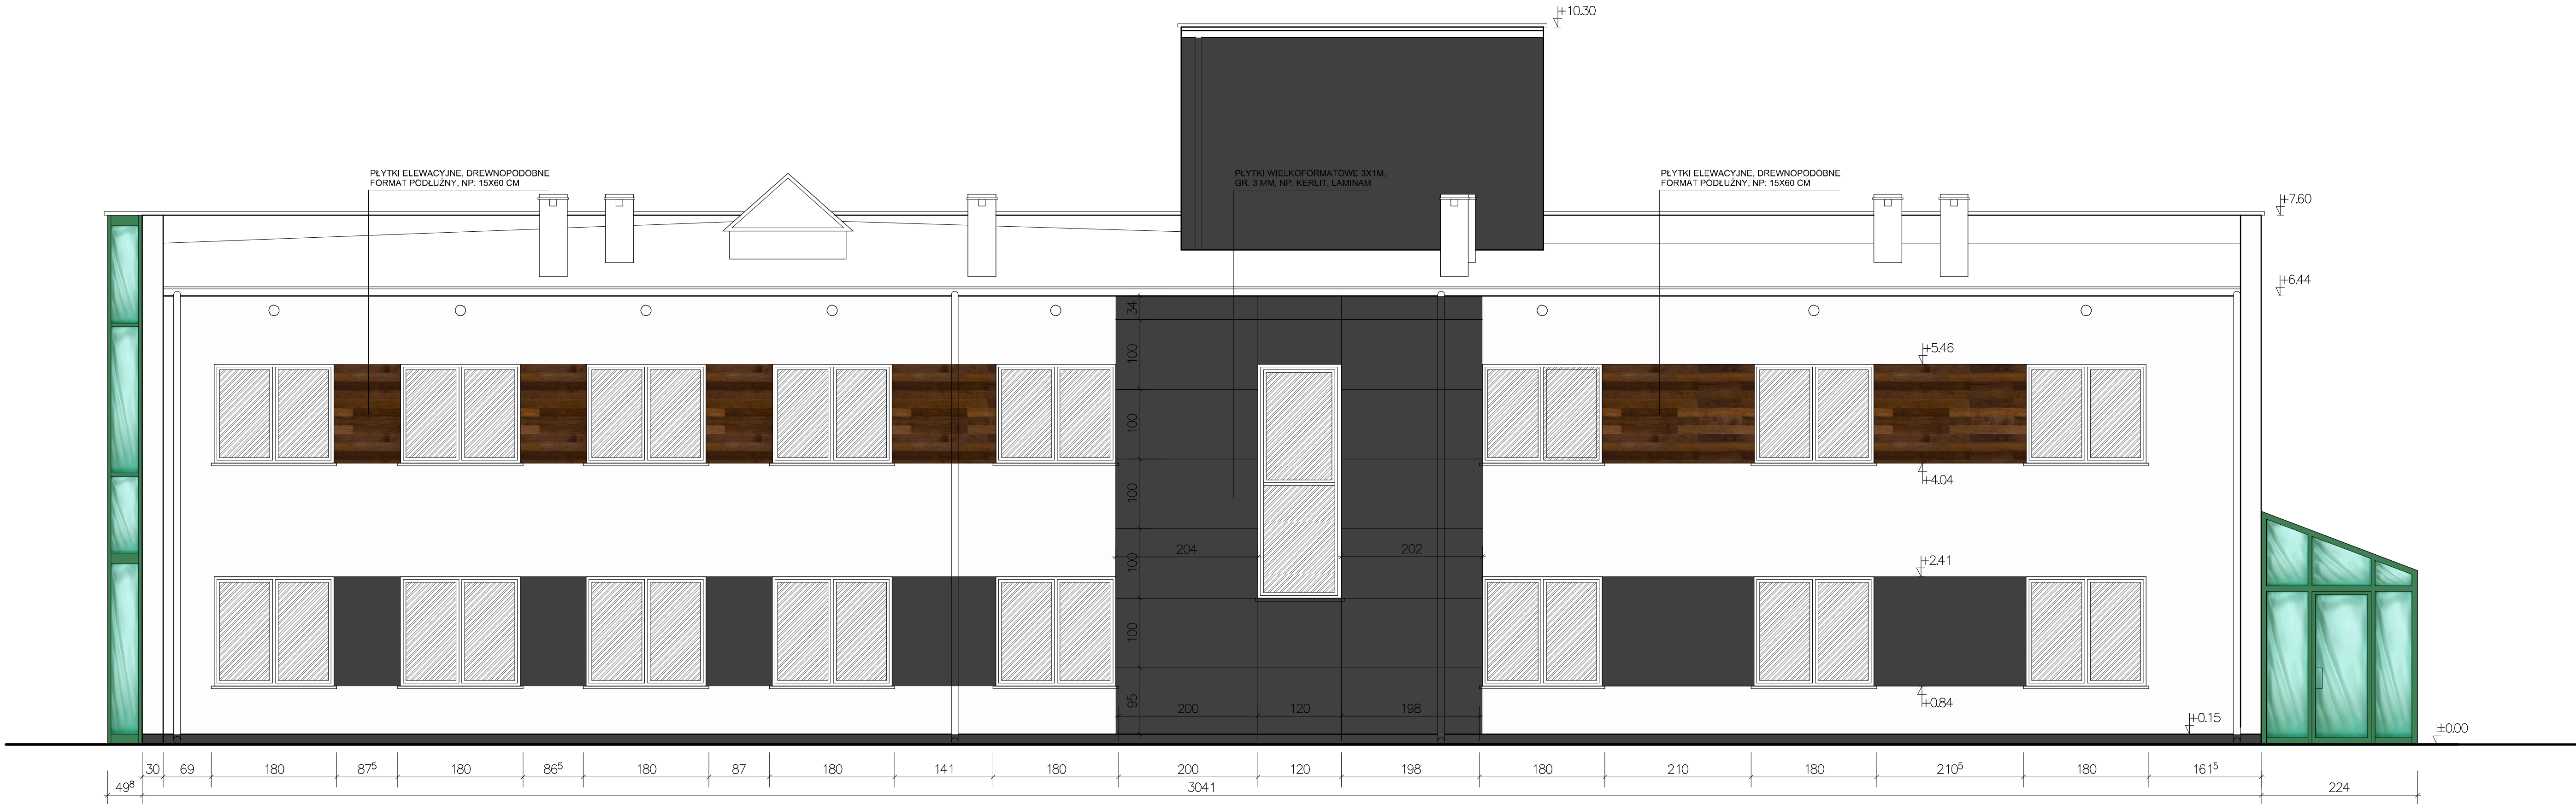 +10.30
PŁYTKI ELEWACYJNE, DREWNOPODOBNE
FORMAT PODŁUŻNY, NP: 15X60 CM
PŁYTKI WIELKOFORMATOWE 3X1M,
GR. 3 MM, NP: KERLIT, LAMINAM
PŁYTKI ELEWACYJNE, DREWNOPODOBNE
FORMAT PODŁUŻNY, NP: 15X60 CM
+7.60
+6.44
34
100
+5.46
100
100
+4.04
204
202
100
+2.41
100
95
+0.84
200 120 198
+0.15
±0.00
30 69 180 87⁵ 180 86⁵ 180 87 180 141 180 200 120 198 180 210 180 210⁵ 180 161⁵
49⁸ 3041 224